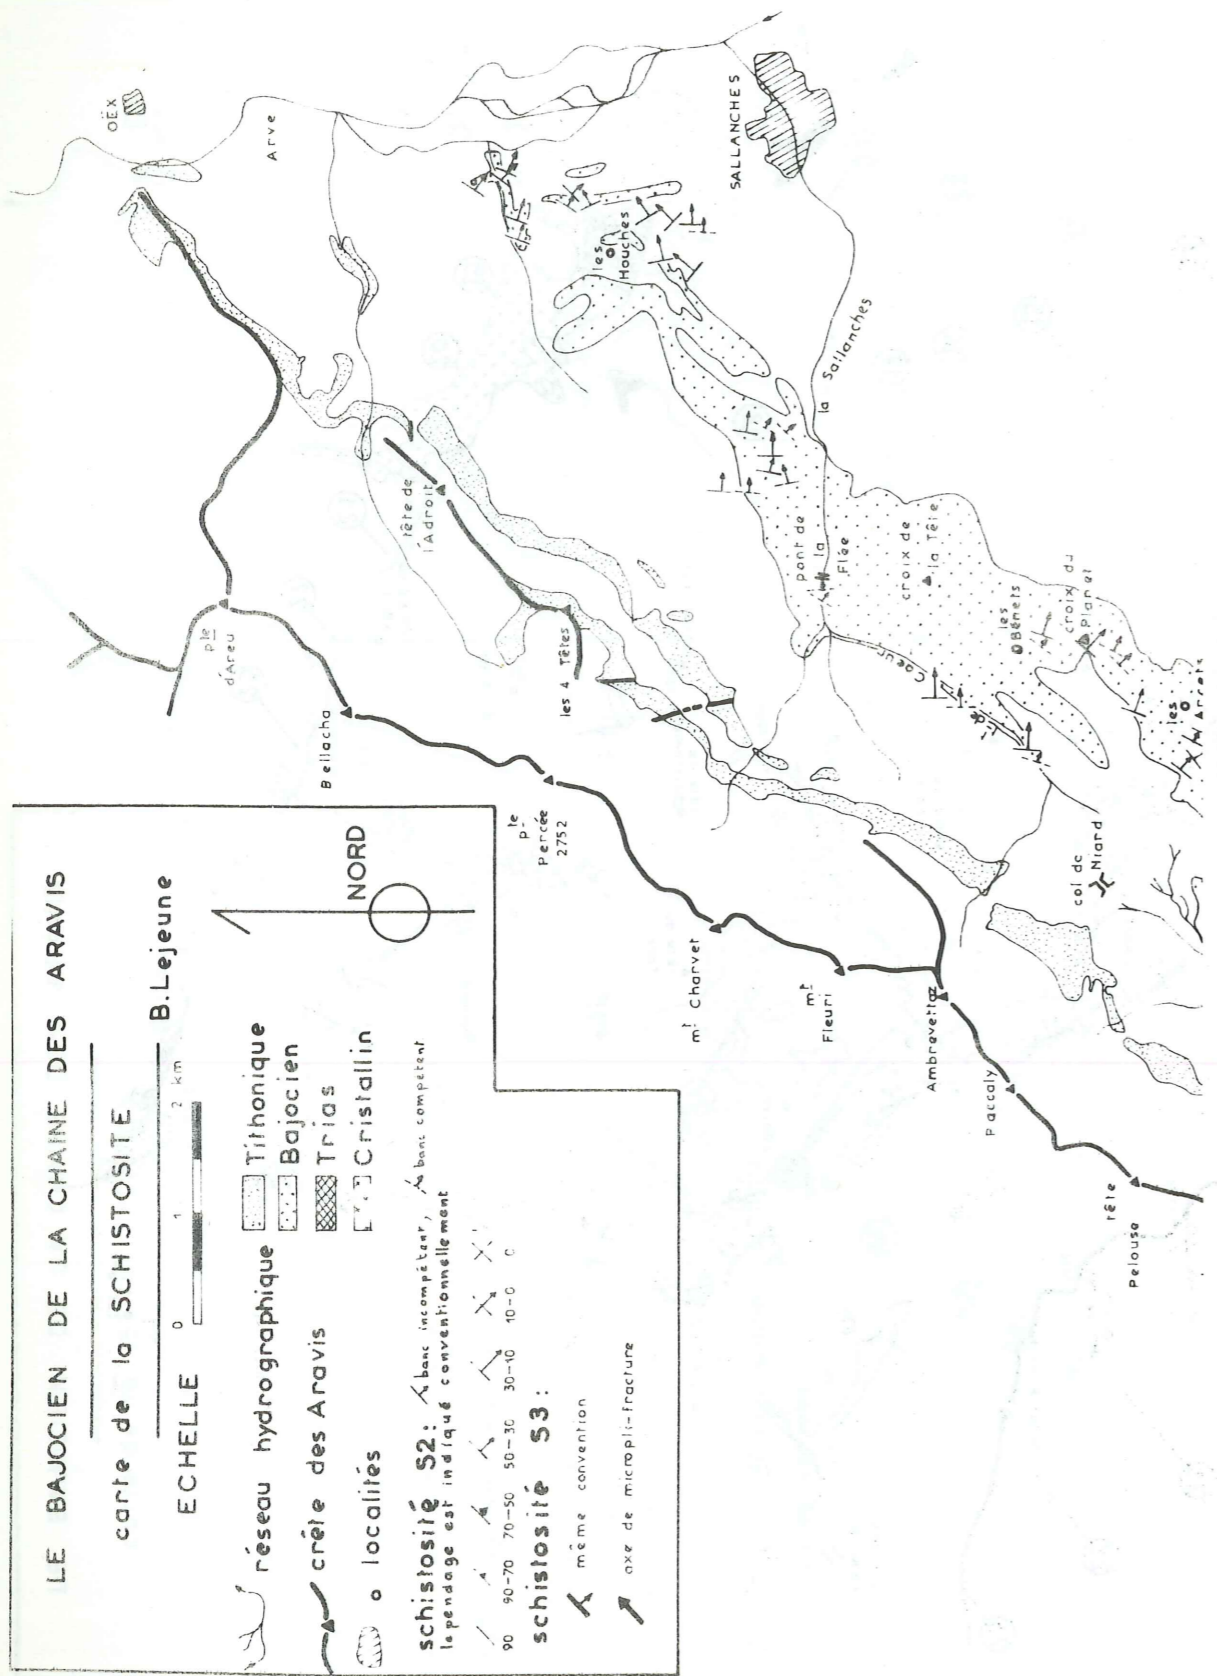 LE BAJOCIEN DE LA CHAINE DES ARAVIS
carte de la SCHISTOSITE
B.Lejeune
ECHELLE
0 1 2 km
réseau hydrographique
crête des Aravis
o localités
Tithonique
Bajocien
Trias
Cristallin
schistosité S2: banc incompétent, banc compétent
le pendage est indiqué conventionnellement
90 90-70 70-50 50-30 30-10 10-0
schistosité S3:
même convention
axe de micropli-fracture
NORD
OËX
Arve
SALLANCHES
les Houches
la Sallanches
pte
d'Areu
tête de
l'Adroit
Bellacha
les 4 Têtes
pte
Percée
2752
pont de
la
Flée
croix de
la Tête
les
Bénets
croix du
Planet
Coeur
les
col de
Niard
mt Charvet
mt
Fleuri
Ambrevettaz
Paccaly
tête
Pelouse